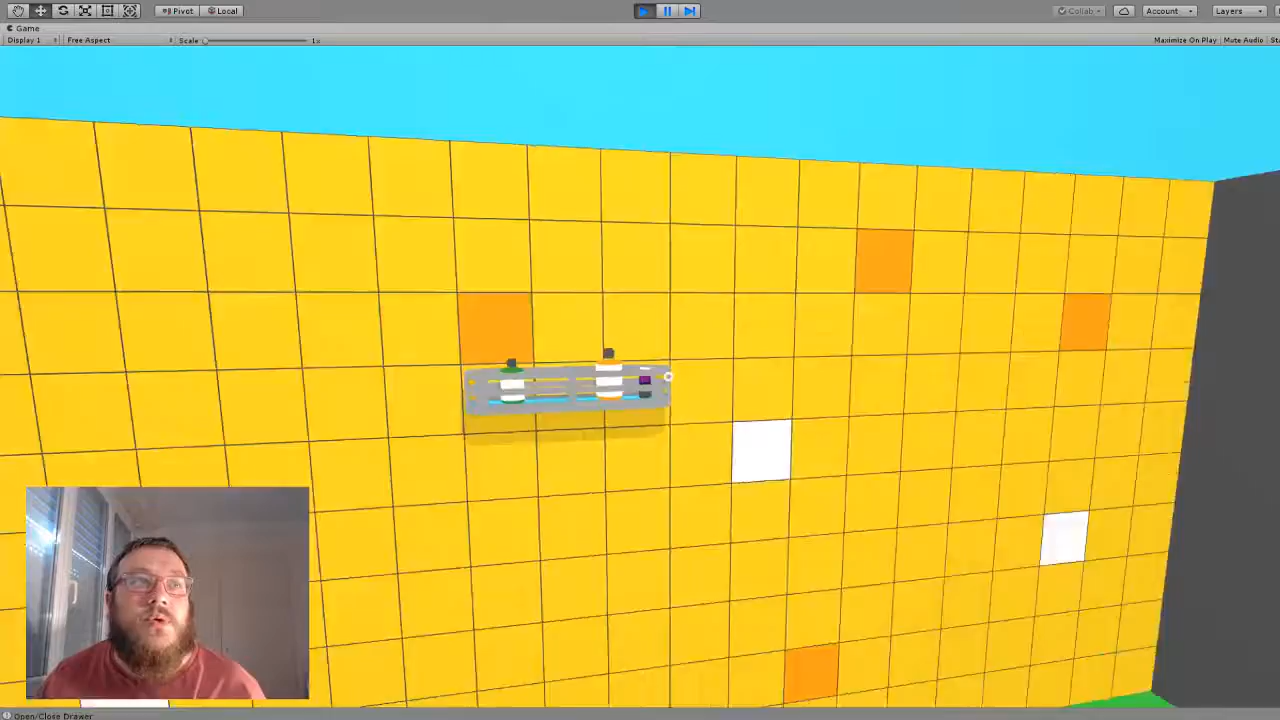 Pivot Local Collab Account Layers
Game
Display 1 Free Aspect Scale 1x Maximize On Play Mute Audio
Open/Close Drawer